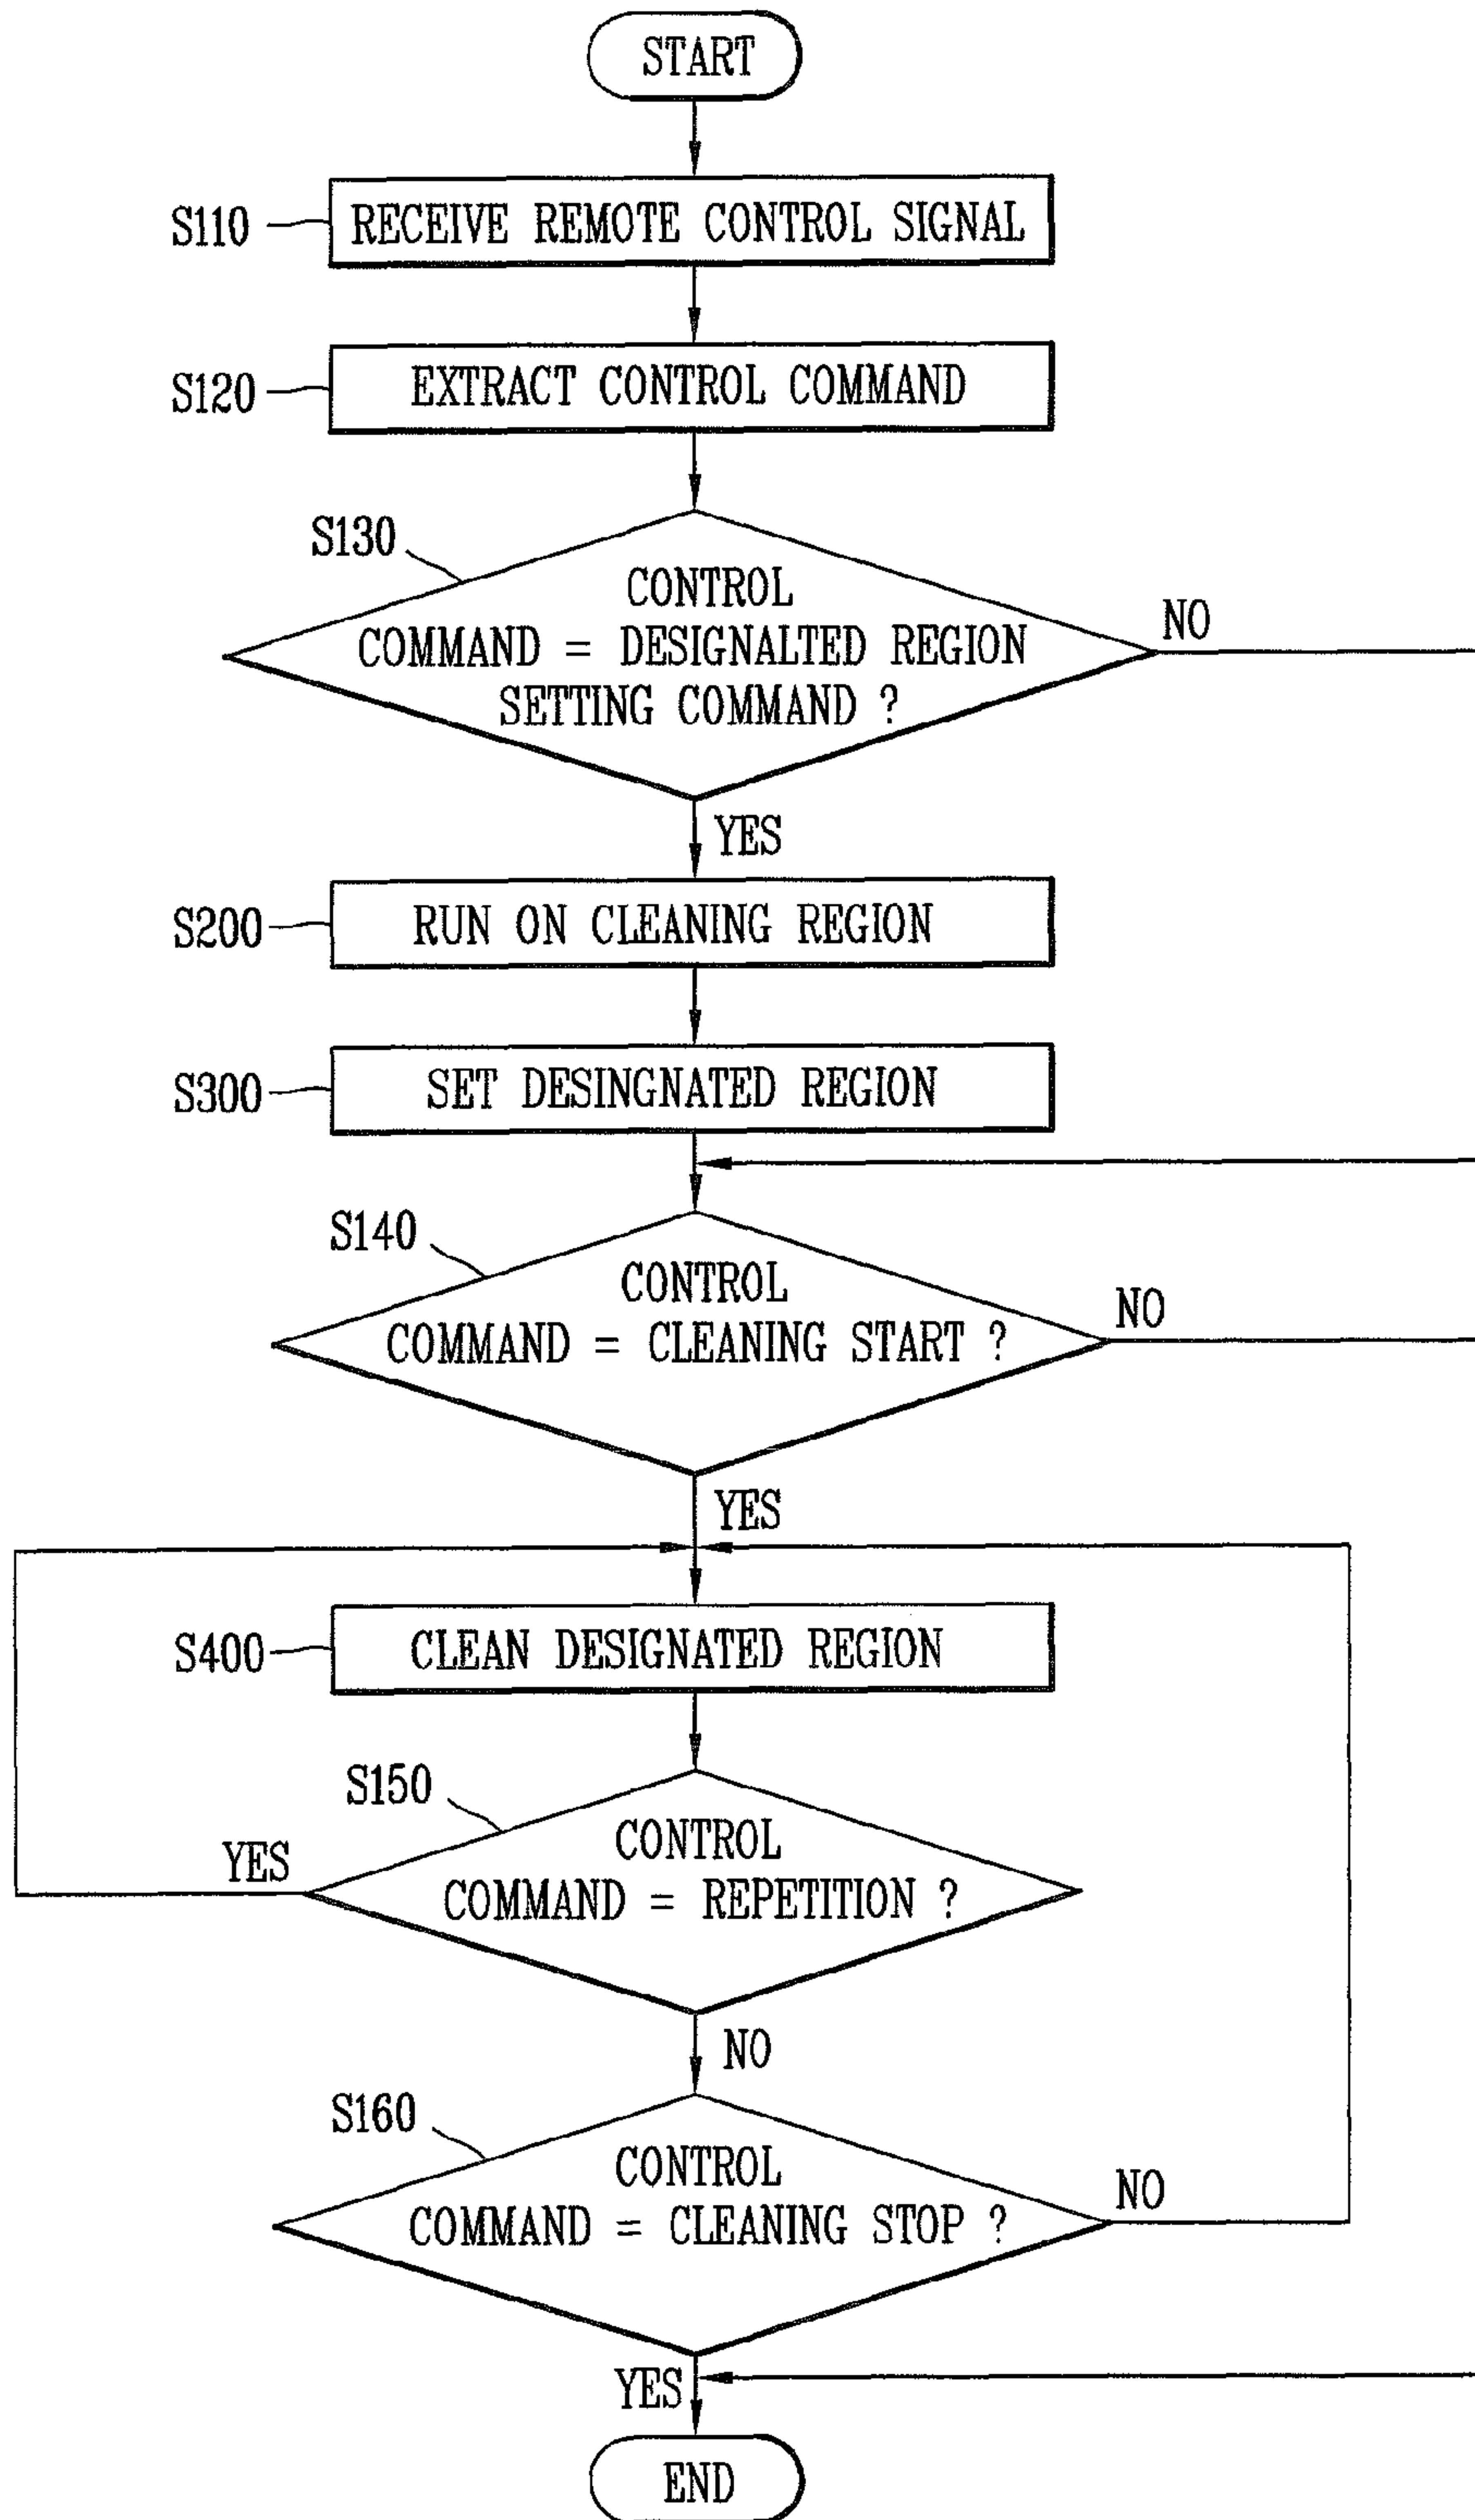 START
S110
RECEIVE REMOTE CONTROL SIGNAL
S120
EXTRACT CONTROL COMMAND
S130
CONTROL
COMMAND = DESIGNALTED REGION
SETTING COMMAND ?
NO
YES
S200
RUN ON CLEANING REGION
S300
SET DESINGNATED REGION
S140
CONTROL
COMMAND = CLEANING START ?
NO
YES
S400
CLEAN DESIGNATED REGION
S150
CONTROL
COMMAND = REPETITION ?
YES
NO
S160
CONTROL
COMMAND = CLEANING STOP ?
NO
YES
END